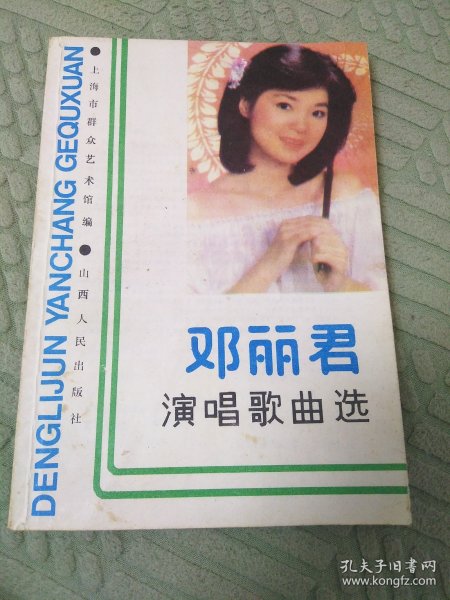 DENGLIJUN YANCHANG GEQUXUAN
●上海市群众艺术馆编●山西人民出版社
邓丽君
演唱歌曲选
孔夫子旧书网
www.kongfz.com